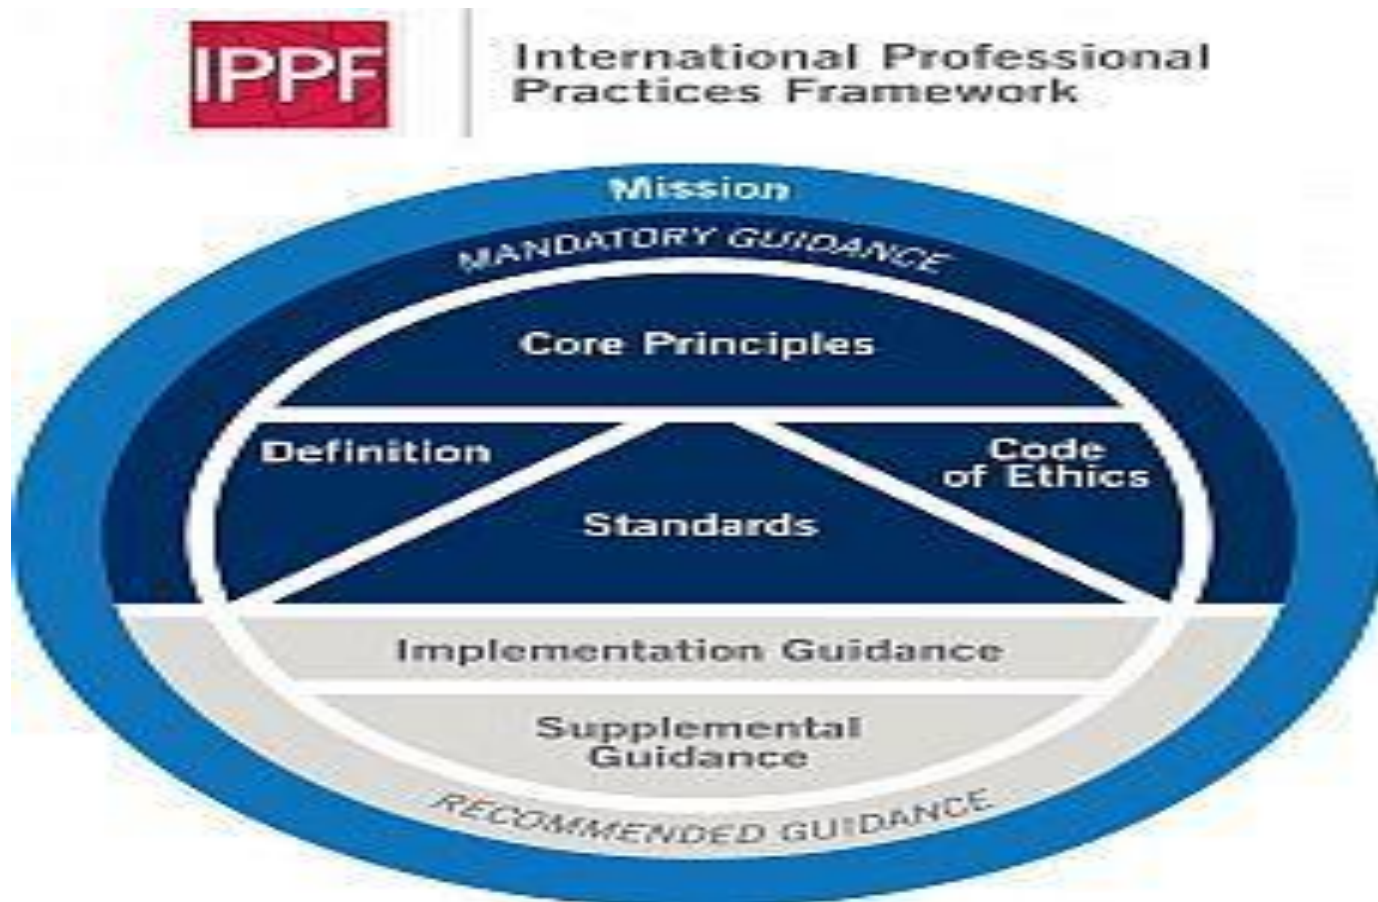 IPPF
International Professional
Practices Framework
Mission
MANDATORY GUIDANCE
Core Principles
Definition
Code
of Ethics
Standards
Implementation Guidance
Supplemental
Guidance
RECOMMENDED GUIDANCE